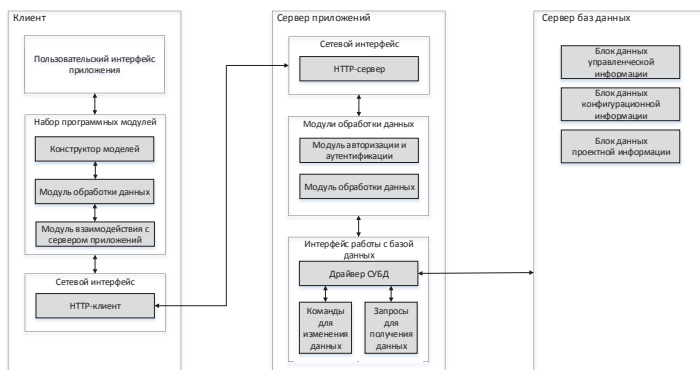 Клиент
Пользовательский интерфейс
приложения
Набор программных модулей
Конструктор моделей
Модуль обработки данных
Модуль взаимодействия с
сервером приложений
Сетевой интерфейс
HTTP-клиент
Сервер приложений
Сетевой интерфейс
HTTP-сервер
Модули обработки данных
Модуль авторизации и
аутентификации
Модуль обработки данных
Интерфейс работы с базой
данных
Драйвер СУБД
Команды
для
изменения
данных
Запросы
для
получения
данных
Сервер баз данных
Блок данных
управленческой
информации
Блок данных
конфигурационной
информации
Блок данных
проектной информации